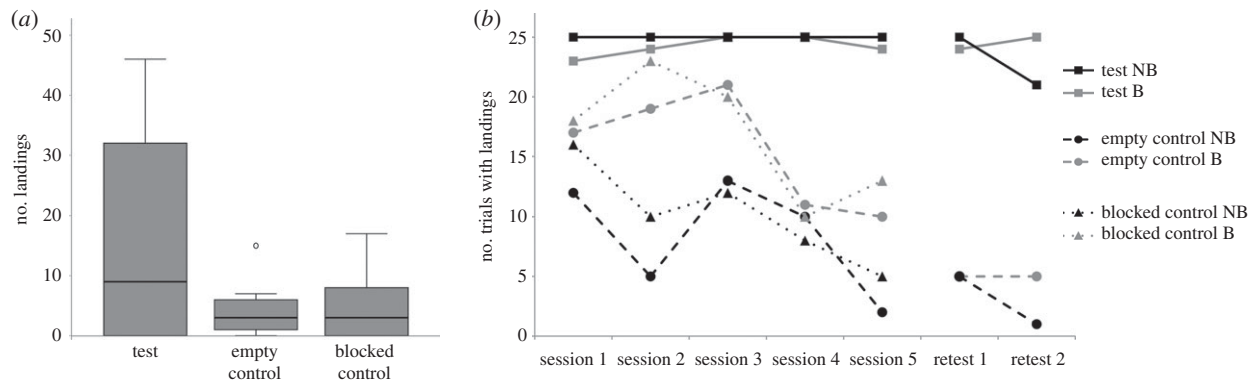 (a)
50
40
30
20
10
0
no. landings
test
empty
control
blocked
control
(b)
25
20
15
10
5
0
no. trials with landings
session 1
session 2
session 3
session 4
session 5
retest 1
retest 2
test NB
test B
empty control NB
empty control B
blocked control NB
blocked control B